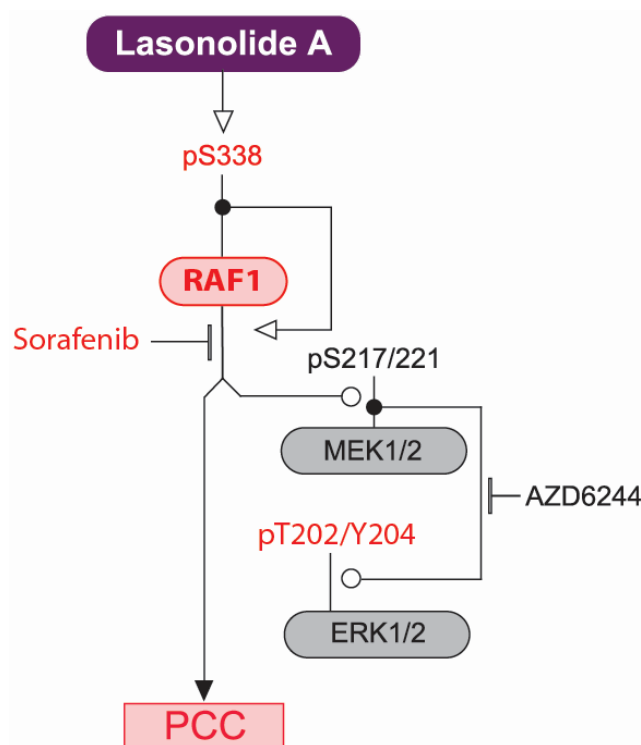 Lasonolide A
pS338
RAF1
Sorafenib
pS217/221
MEK1/2
AZD6244
pT202/Y204
ERK1/2
PCC